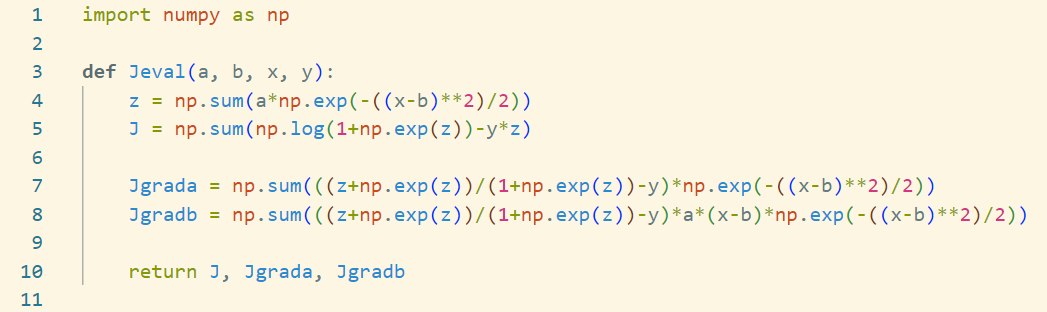 1 import numpy as np
2
3 def Jeval(a, b, x, y):
4     z = np.sum(a*np.exp(-((x-b)**2)/2))
5     J = np.sum(np.log(1+np.exp(z))-y*z)
6
7     Jgrada = np.sum(((z+np.exp(z))/(1+np.exp(z))-y)*np.exp(-((x-b)**2)/2))
8     Jgradb = np.sum(((z+np.exp(z))/(1+np.exp(z))-y)*a*(x-b)*np.exp(-((x-b)**2)/2))
9
10     return J, Jgrada, Jgradb
11